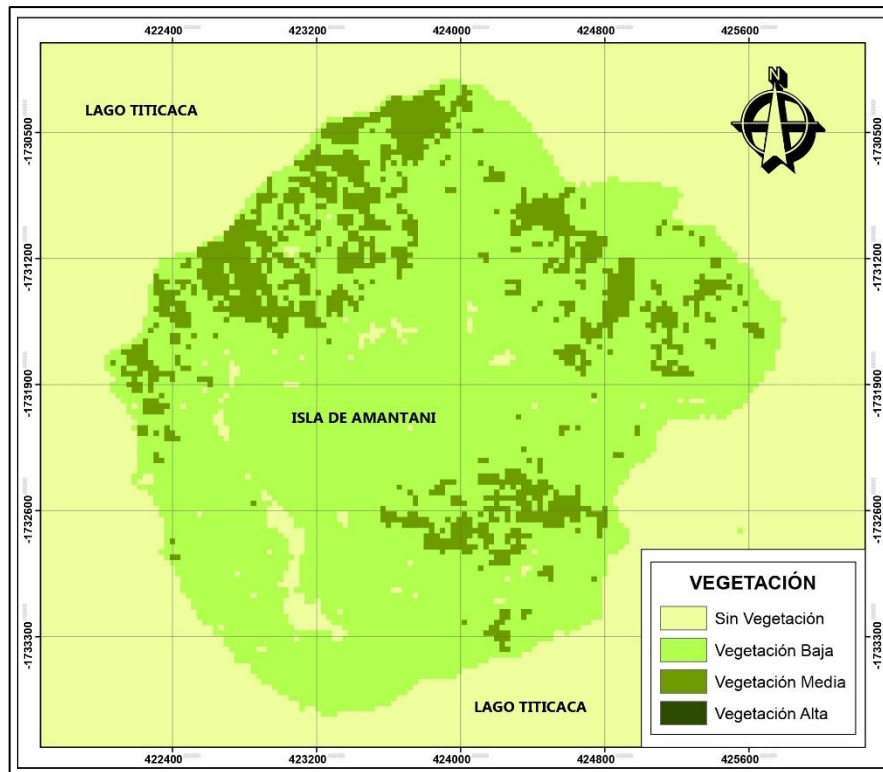 422400 423200 424000 424800 425600
N
LAGO TITICACA
-1730500 -1730500
-1731200 -1731200
-1731900 -1731900
ISLA DE AMANTANI
-1732600 -1732600
VEGETACIÓN
Sin Vegetación
-1733300 Vegetación Baja -1733300
Vegetación Media
LAGO TITICACA
Vegetación Alta
422400 423200 424000 424800 425600